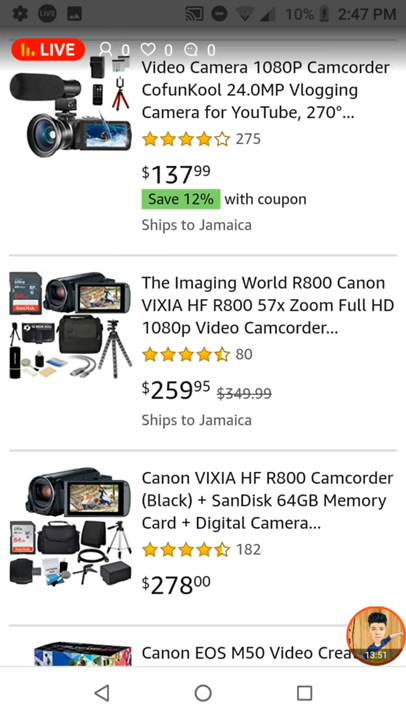 LIVE 10% 2:47 PM
LIVE 0 0 0
Video Camera 1080P Camcorder
CofunKool 24.0MP Vlogging
Camera for YouTube, 270°...
275
$137 99
Save 12% with coupon
Ships to Jamaica
The Imaging World R800 Canon
VIXIA HF R800 57x Zoom Full HD
1080p Video Camcorder...
80
$259 95 $349.99
Ships to Jamaica
Canon VIXIA HF R800 Camcorder
(Black) + SanDisk 64GB Memory
Card + Digital Camera...
182
$278 00
Canon EOS M50 Video Crea
13:51